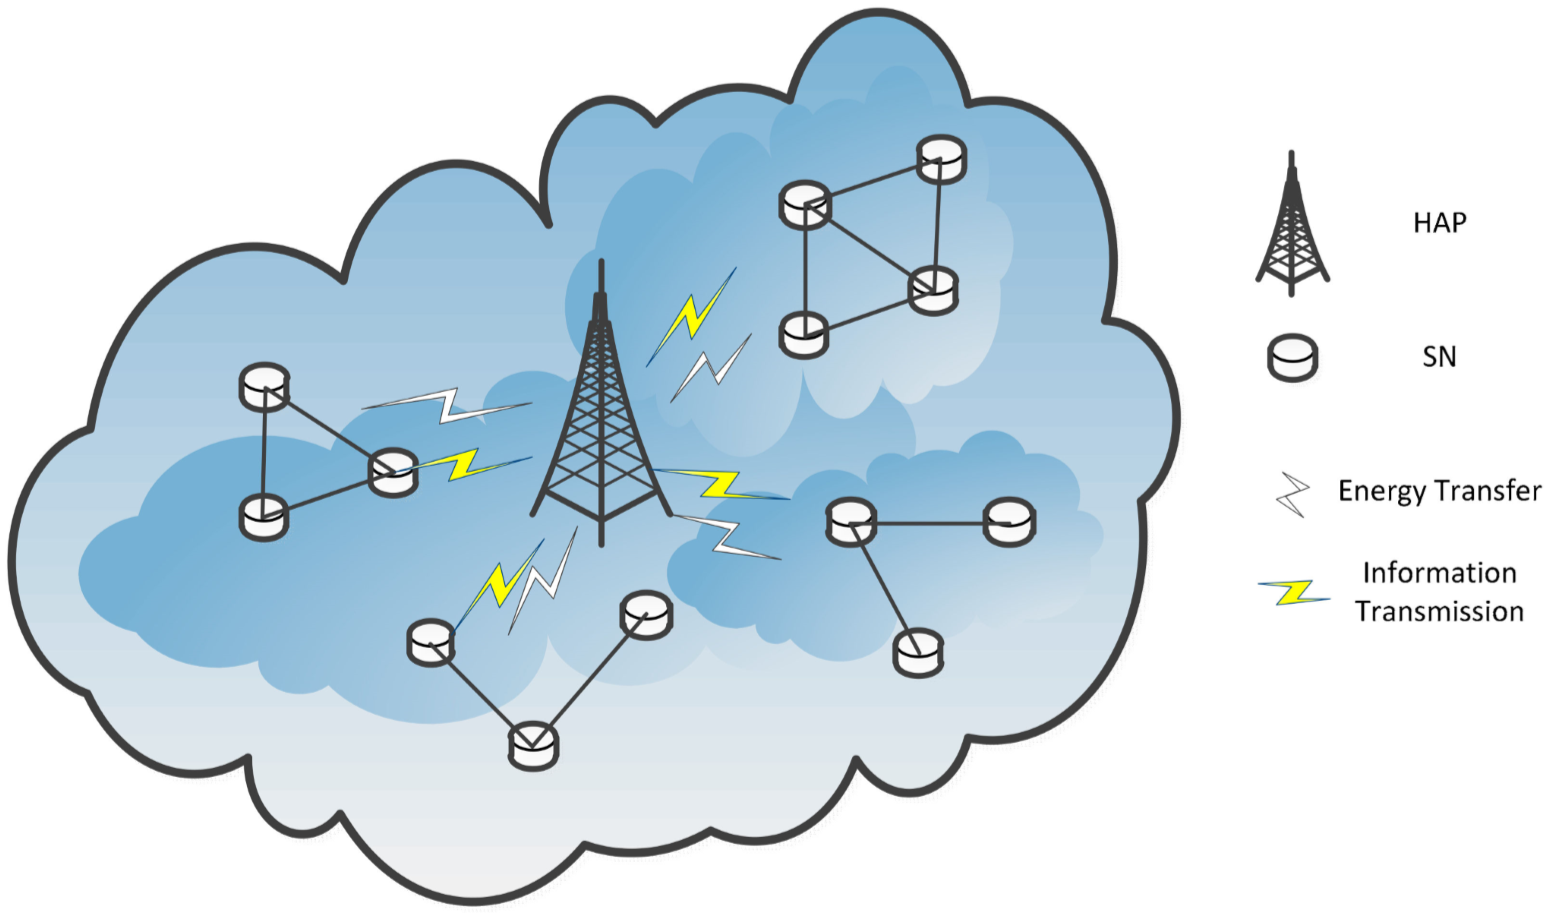 HAP
SN
Energy Transfer
Information
Transmission